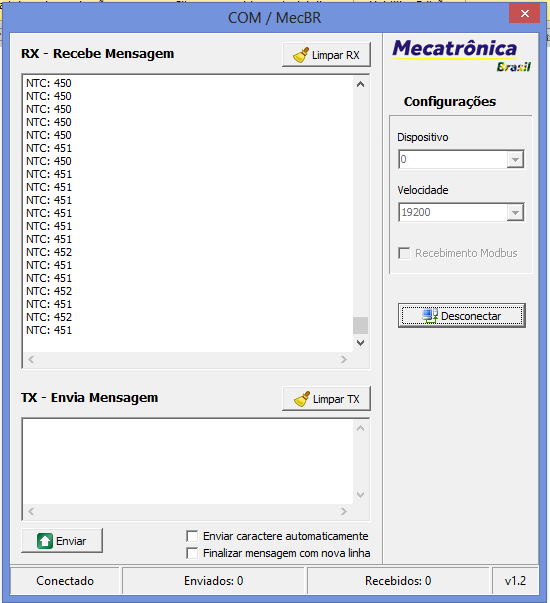 COM / MecBR
RX - Recebe Mensagem
Limpar RX
NTC: 450
NTC: 450
NTC: 450
NTC: 450
NTC: 450
NTC: 451
NTC: 450
NTC: 451
NTC: 451
NTC: 451
NTC: 451
NTC: 451
NTC: 451
NTC: 452
NTC: 451
NTC: 451
NTC: 452
NTC: 451
NTC: 452
NTC: 451
TX - Envia Mensagem
Limpar TX
Enviar
Enviar caractere automaticamente
Finalizar mensagem com nova linha
Mecatrônica
Brasil
Configurações
Dispositivo
0
Velocidade
19200
Recebimento Modbus
Desconectar
Conectado
Enviados: 0
Recebidos: 0
v1.2